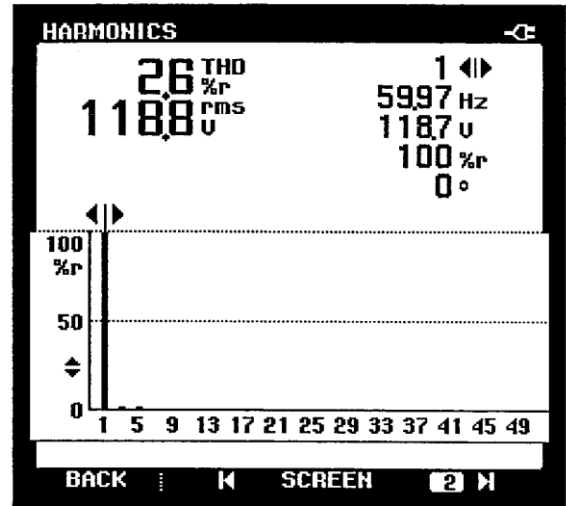 HARMONICS
2.6 THD %r
118.8 rms V
1
59.97 Hz
118.7 V
100 %r
0 °
100
%r
50
0
1 5 9 13 17 21 25 29 33 37 41 45 49
BACK SCREEN 2